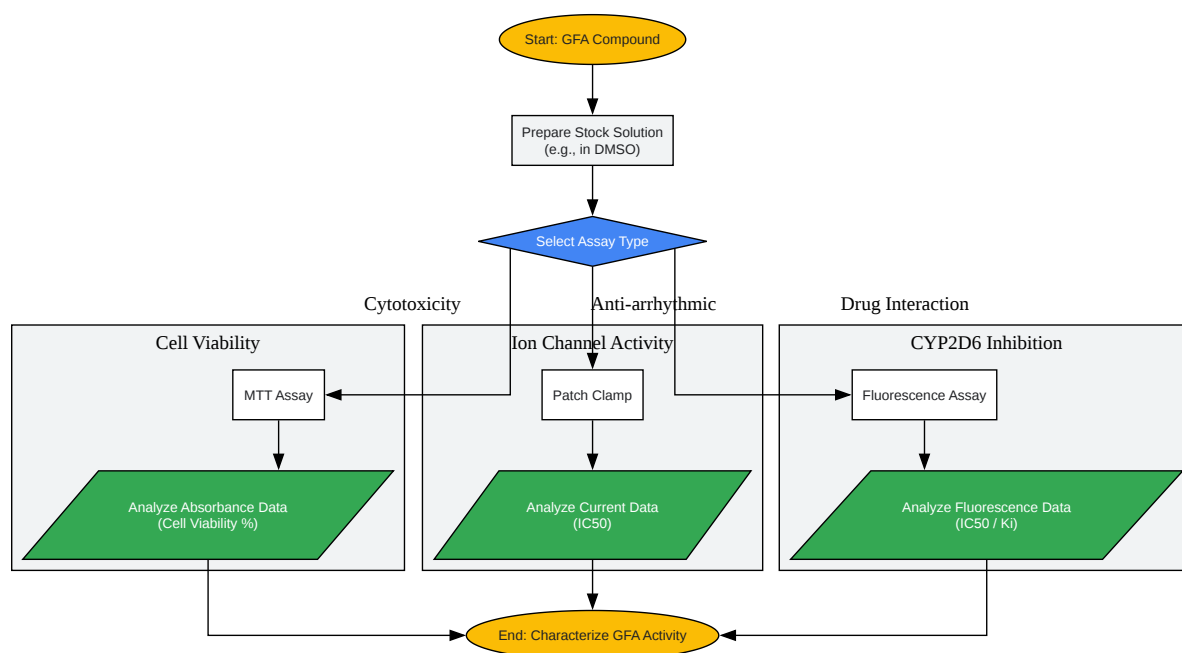 Start: GFA Compound
Prepare Stock Solution
(e.g., in DMSO)
Select Assay Type
Cytotoxicity
Anti-arrhythmic
Drug Interaction
Cell Viability
Ion Channel Activity
CYP2D6 Inhibition
MTT Assay
Patch Clamp
Fluorescence Assay
Analyze Absorbance Data
(Cell Viability %)
Analyze Current Data
(IC50)
Analyze Fluorescence Data
(IC50 / Ki)
End: Characterize GFA Activity